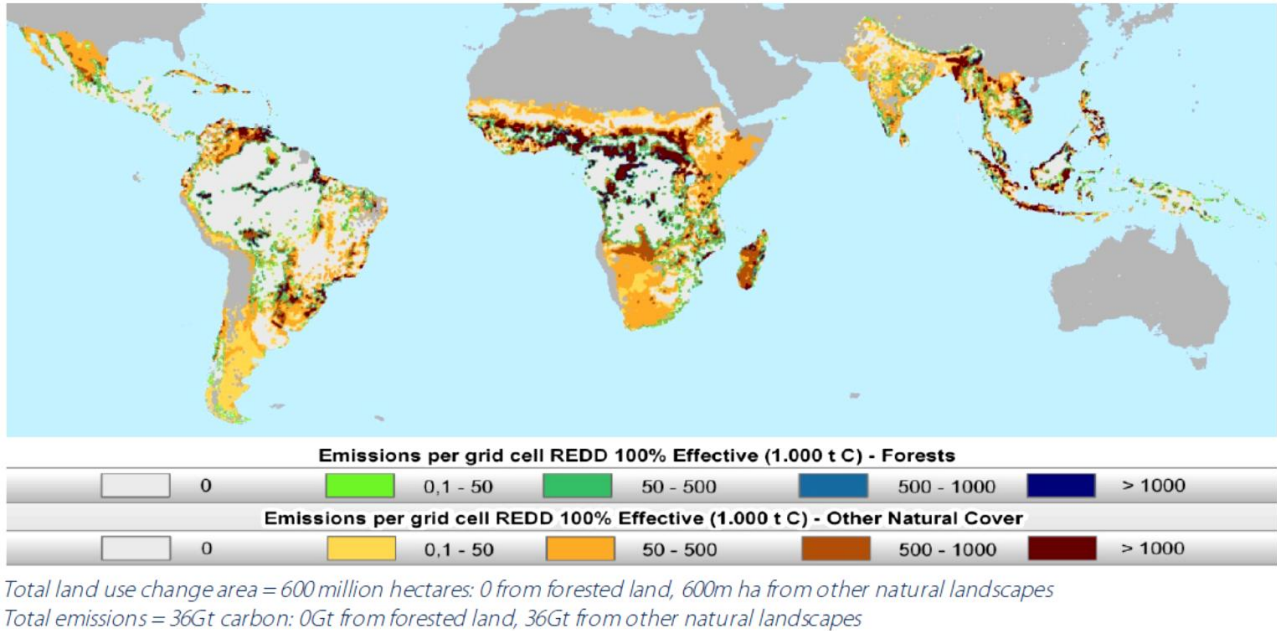 Emissions per grid cell REDD 100% Effective (1.000 t C) - Forests
0 0,1 - 50 50 - 500 500 - 1000 > 1000
Emissions per grid cell REDD 100% Effective (1.000 t C) - Other Natural Cover
0 0,1 - 50 50 - 500 500 - 1000 > 1000
Total land use change area = 600 million hectares: 0 from forested land, 600m ha from other natural landscapes
Total emissions = 36Gt carbon: 0Gt from forested land, 36Gt from other natural landscapes